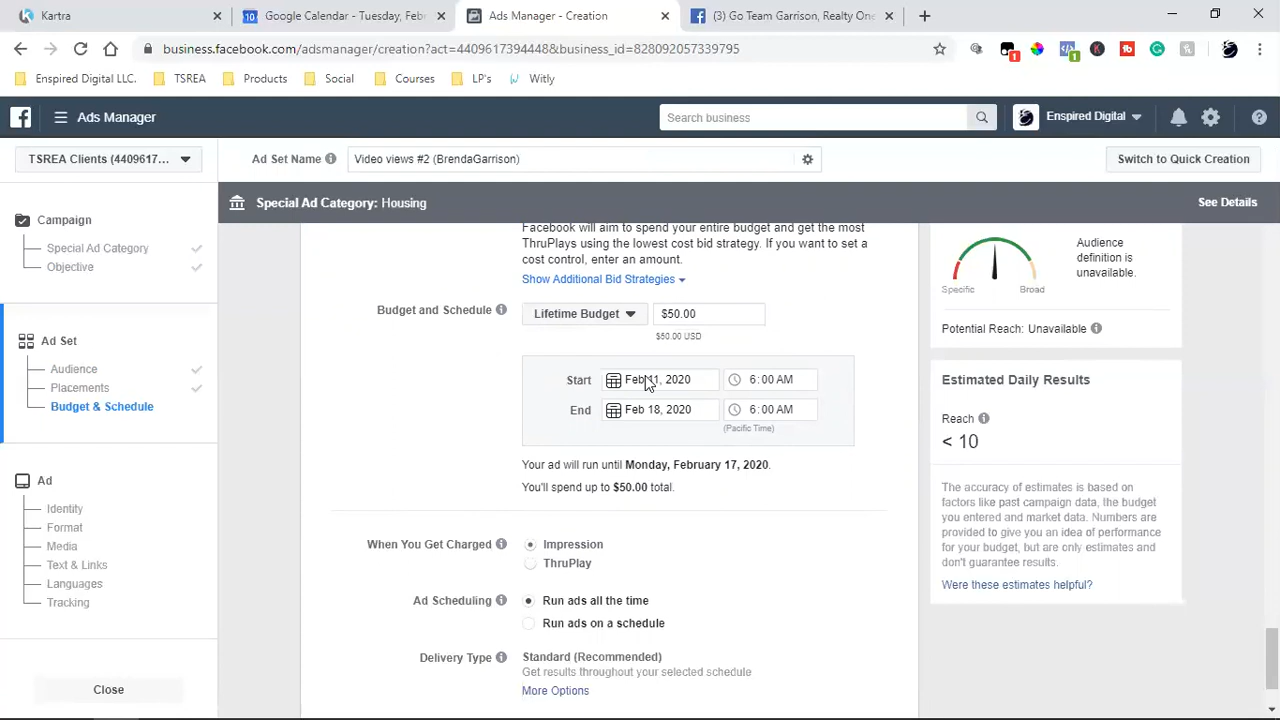 Kartra
Google Calendar - Tuesday, Februar
Ads Manager - Creation
(3) Go Team Garrison, Realty One
business.facebook.com/adsmanager/creation?act=440961739444 8&business_id=828092057339795
Enspired Digital LLC.
TSREA
Products
Social
Courses
LP's
Witly
1
1
Ads Manager
Search business
Enspired Digital
TSREA Clients (4409617...
Ad Set Name
Video views #2 (BrendaGarrison)
Switch to Quick Creation
Special Ad Category: Housing
See Details
Campaign
Special Ad Category
Objective
Ad Set
Audience
Placements
Budget & Schedule
Ad
Identity
Format
Media
Text & Links
Languages
Tracking
Close
Facebook will aim to spend your entire budget and get the most
ThruPlays using the lowest cost bid strategy. If you want to set a
cost control, enter an amount.
Show Additional Bid Strategies
Budget and Schedule
Lifetime Budget
$50.00
$50.00 USD
Start
Feb 11, 2020
6:00 AM
End
Feb 18, 2020
6:00 AM
(Pacific Time)
Your ad will run until Monday, February 17, 2020.
You'll spend up to $50.00 total.
When You Get Charged
Impression
ThruPlay
Ad Scheduling
Run ads all the time
Run ads on a schedule
Delivery Type
Standard (Recommended)
Get results throughout your selected schedule
More Options
Specific
Broad
Audience
definition is
unavailable.
Potential Reach: Unavailable
Estimated Daily Results
Reach
< 10
The accuracy of estimates is based on
factors like past campaign data, the budget
you entered and market data. Numbers are
provided to give you an idea of performance
for your budget, but are only estimates and
don't guarantee results.
Were these estimates helpful?